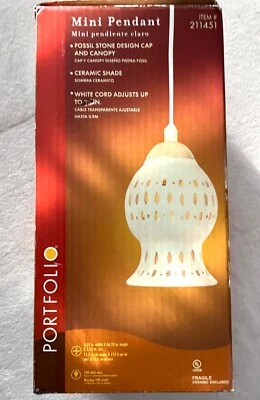 Mini Pendant
Mini pendiente claro
ITEM #
211451
FOSSIL STONE DESIGN CAP
AND CANOPY
CAP Y CANOPY DISEÑO PIEDRA FOSIL
CERAMIC SHADE
SOMBRA CERAMICO
WHITE CORD ADJUSTS UP
TO
CABLE TRANSPARENTE AJUSTABLE
PORTFOLIO
FRAGILE
CERAMIC ENCLOSED